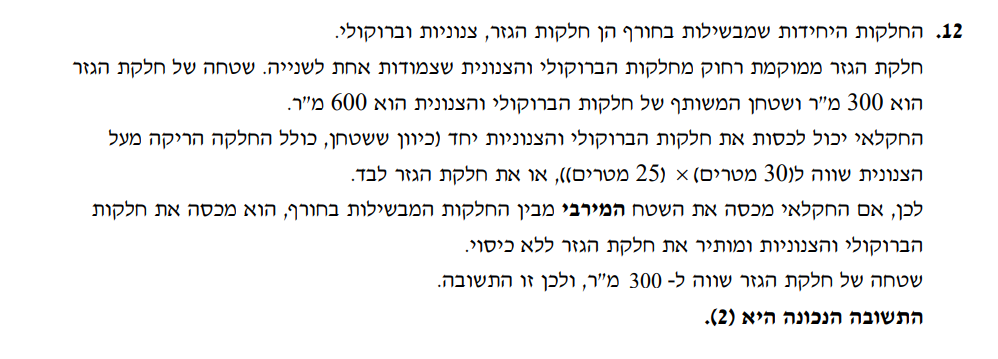 12. החלקות היחידות שמבשילות בחורף הן חלקות הגזר, צנוניות וברוקולי.
חלקת הגזר ממוקמת רחוק מחלקות הברוקולי והצנונית שצמודות אחת לשנייה. שטחה של חלקת הגזר
הוא 300 מ"ר ושטחן המשותף של חלקות הברוקולי והצנונית הוא 600 מ"ר.
החקלאי יכול לכסות את חלקות הברוקולי והצנוניות יחד (כיוון ששטחן, כולל החלקה הריקה מעל
הצנונית שווה ל(30 מטרים) × (25 מטרים)), או את חלקת הגזר לבד.
לכן, אם החקלאי מכסה את השטח המירבי מבין החלקות המבשילות בחורף, הוא מכסה את חלקות
הברוקולי והצנוניות ומותיר את חלקת הגזר ללא כיסוי.
שטחה של חלקת הגזר שווה ל- 300 מ"ר, ולכן זו התשובה.
התשובה הנכונה היא (2).